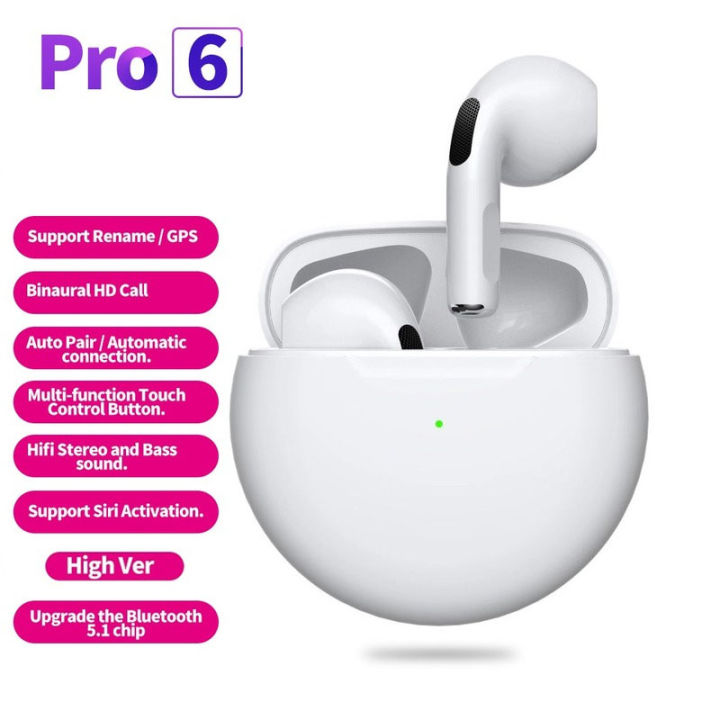 Pro 6
Support Rename / GPS
Binaural HD Call
Auto Pair / Automatic
connection.
Multi-function Touch
Control Button.
Hifi Stereo and Bass
sound.
Support Siri Activation.
High Ver
Upgrade the Bluetooth
5.1 chip